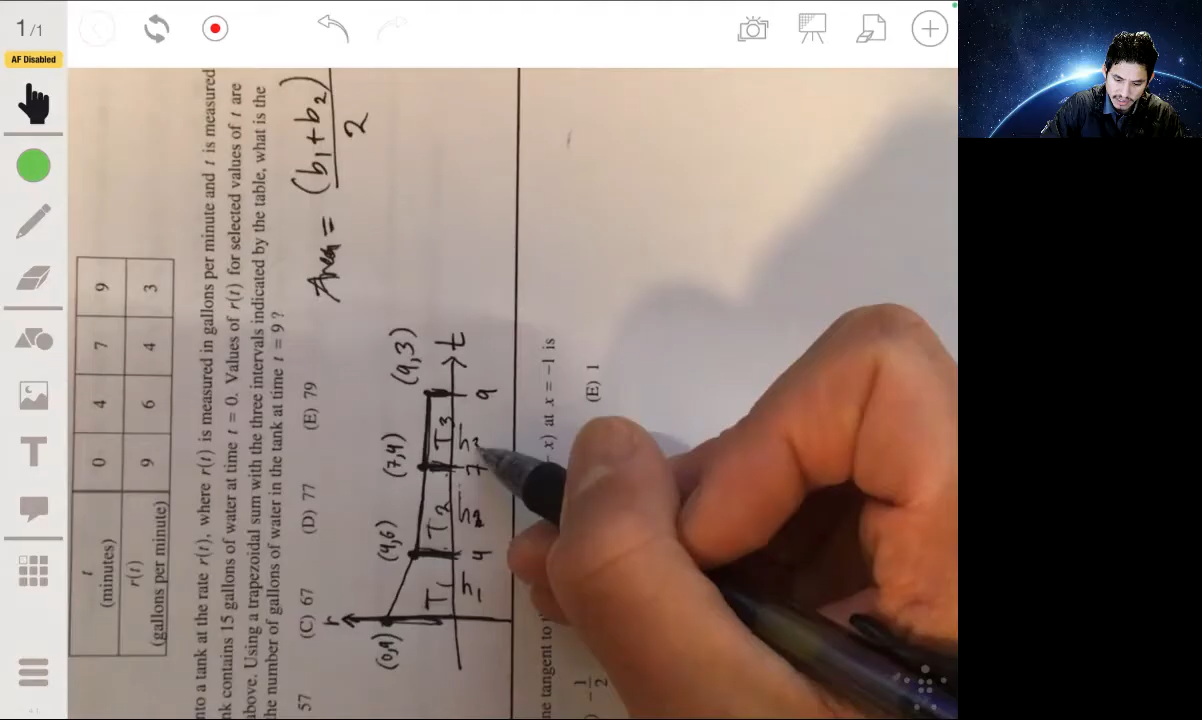 1/1
AF Disabled
t
(minutes)
0 4 7 9
r(t)
(gallons per minute)
9 6 4 3
nto a tank at the rate r(t), where r(t) is measured in gallons per minute and t is measured
nk contains 15 gallons of water at time t = 0. Values of r(t) for selected values of t are
bove. Using a trapezoidal sum with the three intervals indicated by the table, what is the
he number of gallons of water in the tank at time t = 9 ?
57 (C) 67 (D) 77 (E) 79
Area = (b₁ + b₂)
2
r
(0,9) (4,6) (7,4) (9,3)
T₁ T₂ T₃ t
4 7 9
ne tangent to
x) at x = −1 is
) −1/2
(E) 1
T